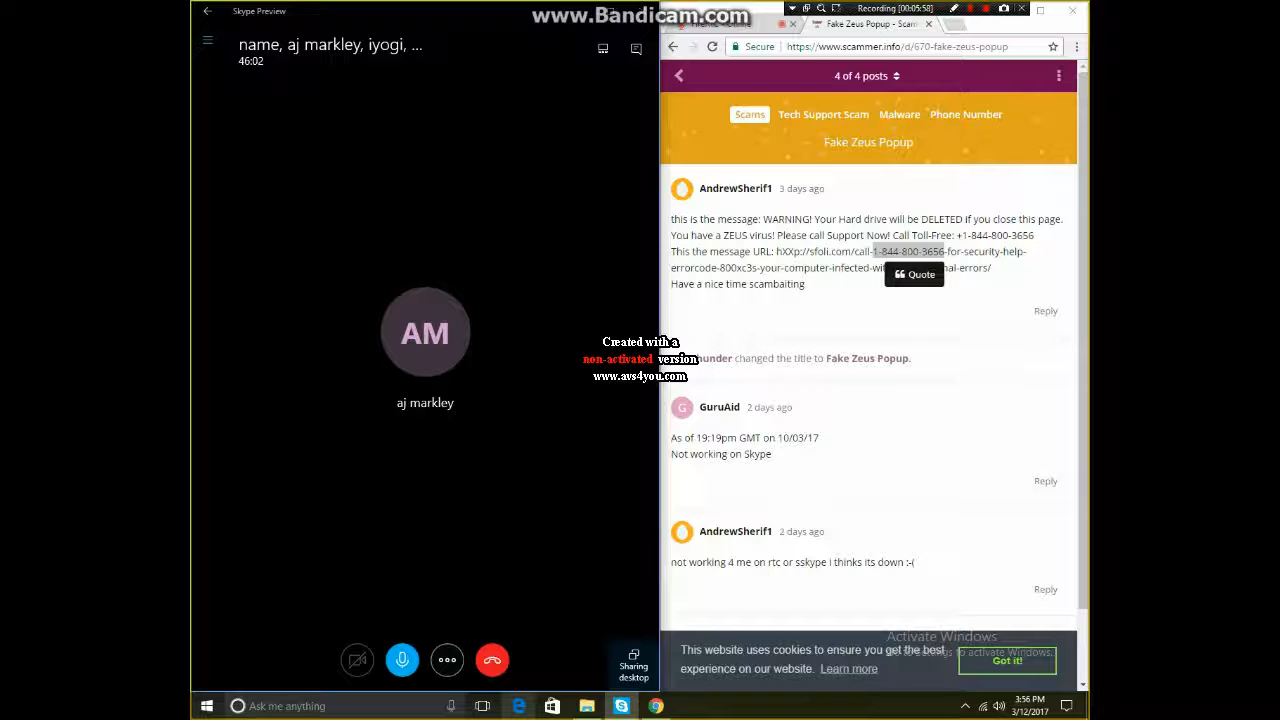 Skype Preview
www.Bandicam.com
Recording [00:05:58]
name, aj markley, iyogi, ...
46:02
Fake Zeus Popup - Scam
Secure
https://www.scammer.info/d/670-fake-zeus-popup
4 of 4 posts
Scams Tech Support Scam Malware Phone Number
Fake Zeus Popup
AndrewSherif1 3 days ago
this is the message: WARNING! Your Hard drive will be DELETED if you close this page.
You have a ZEUS virus! Please call Support Now! Call Toll-Free: +1-844-800-3656
This the message URL: hXXp://sfoli.com/call-1-844-800-3656-for-security-help-
errorcode-800xc3s-your-computer-infected-wit al-errors/
Quote
Have a nice time scambaiting
Reply
AM
aj markley
Created with a
non-activated version
www.avs4you.com
hunder changed the title to Fake Zeus Popup.
G
GuruAid 2 days ago
As of 19:19pm GMT on 10/03/17
Not working on Skype
Reply
AndrewSherif1 2 days ago
not working 4 me on rtc or sskype i thinks its down :-(
Reply
Activate Windows
This website uses cookies to ensure you get the best
experience on our website. Learn more
Got it!
to activate Windows.
Sharing
desktop
Ask me anything
3:56 PM
3/12/2017